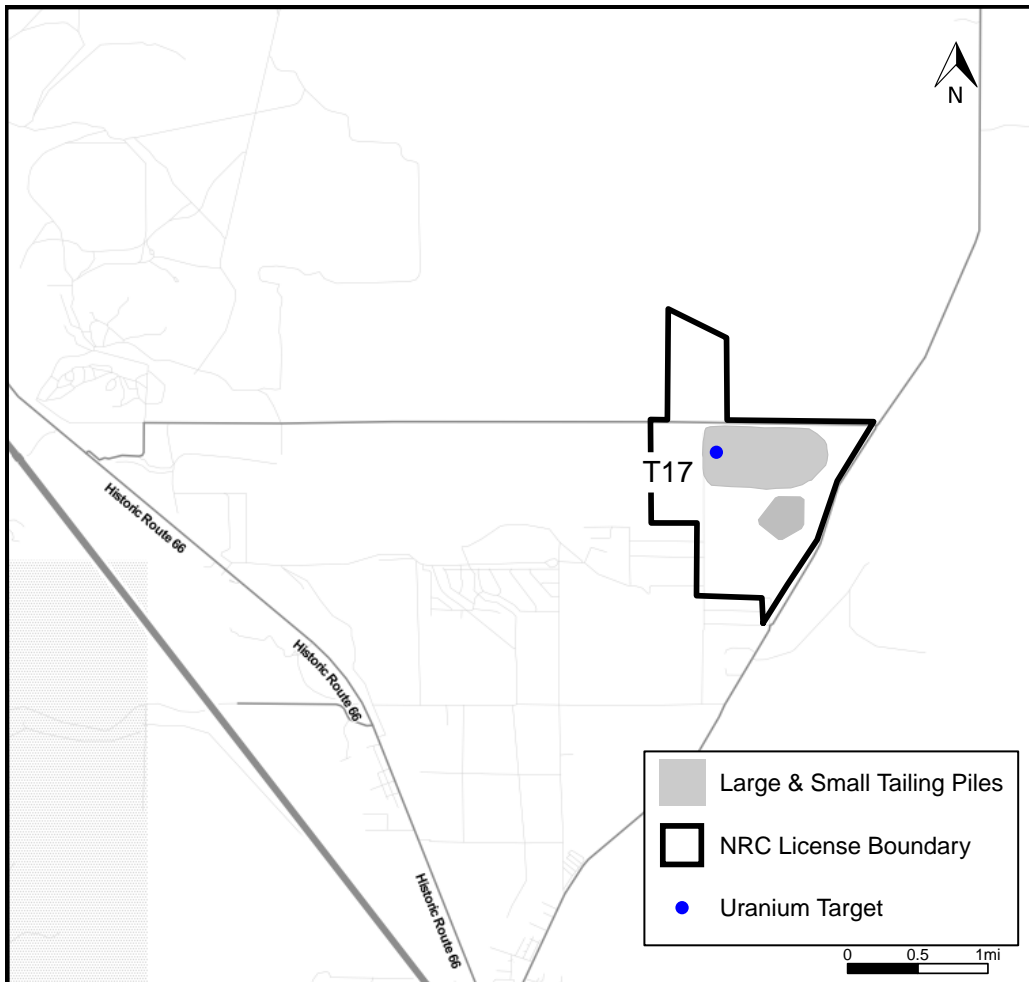 N
T17
Historic Route 66
Historic Route 66
Historic Route 66
Large & Small Tailing Piles
NRC License Boundary
Uranium Target
0 0.5 1mi